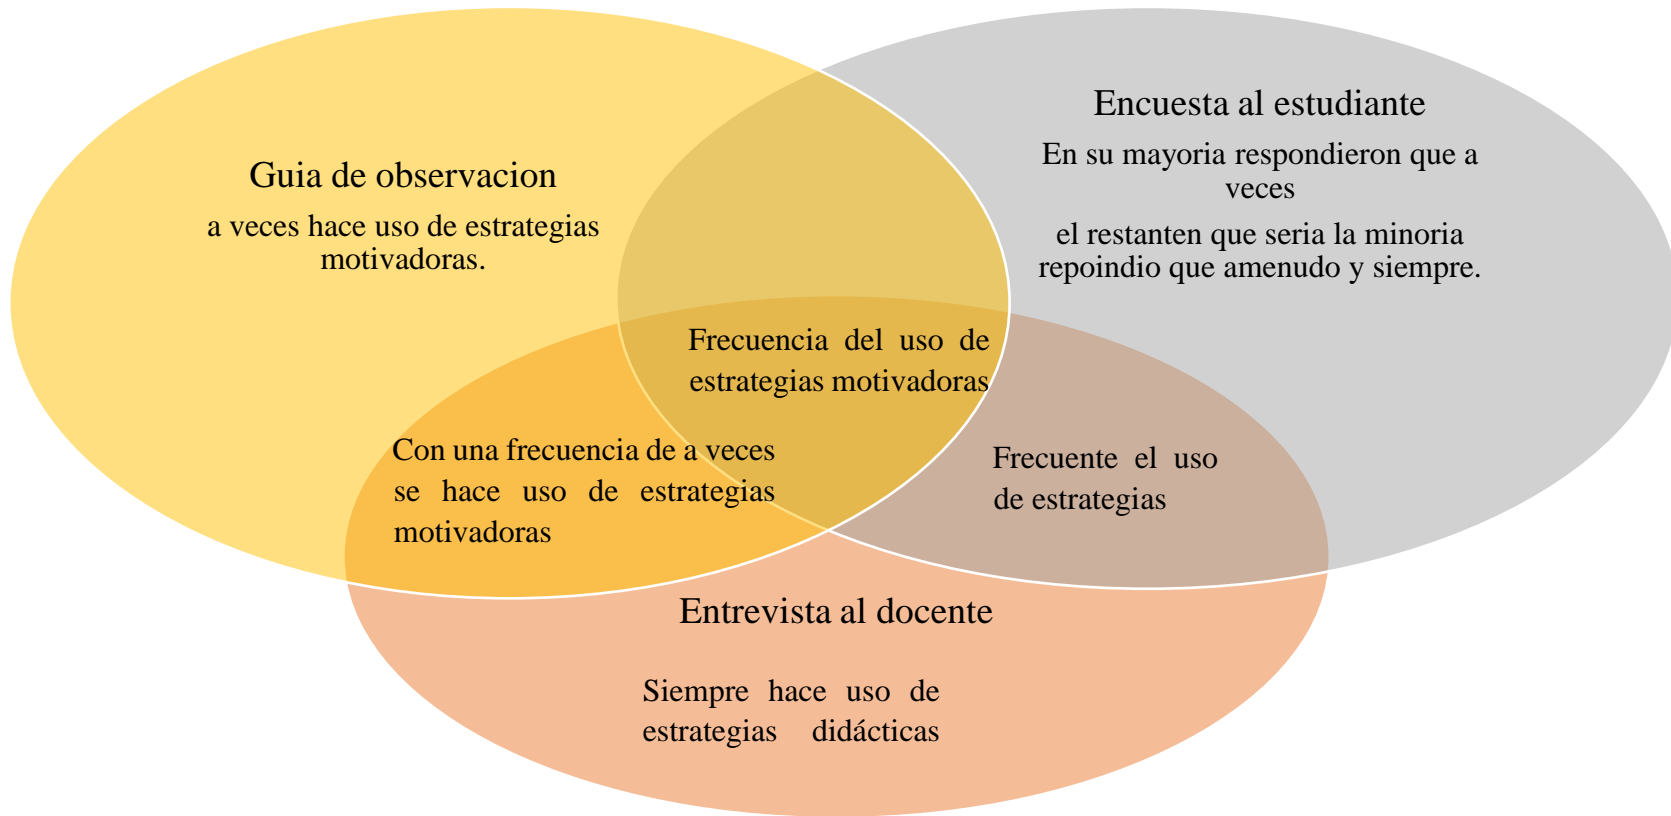 Guia de observacion
a veces hace uso de estrategias
motivadoras.
Encuesta al estudiante
En su mayoria respondieron que a
veces
el restanten que seria la minoria
repoindio que amenudo y siempre.
Frecuencia del uso de
estrategias motivadoras
Con una frecuencia de a veces
se hace uso de estrategias
motivadoras
Frecuente el uso
de estrategias
Entrevista al docente
Siempre hace uso de
estrategias didácticas